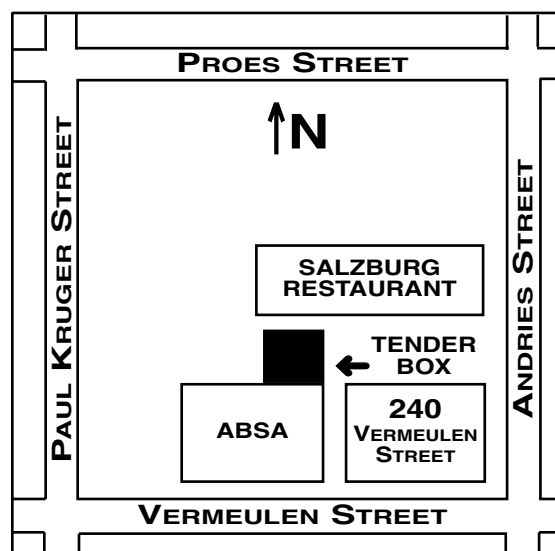 PROES STREET
N
PAUL KRUGER STREET
ANDRIES STREET
SALZBURG
RESTAURANT
TENDER
BOX
ABSA
240
VERMEULEN
STREET
VERMEULEN STREET